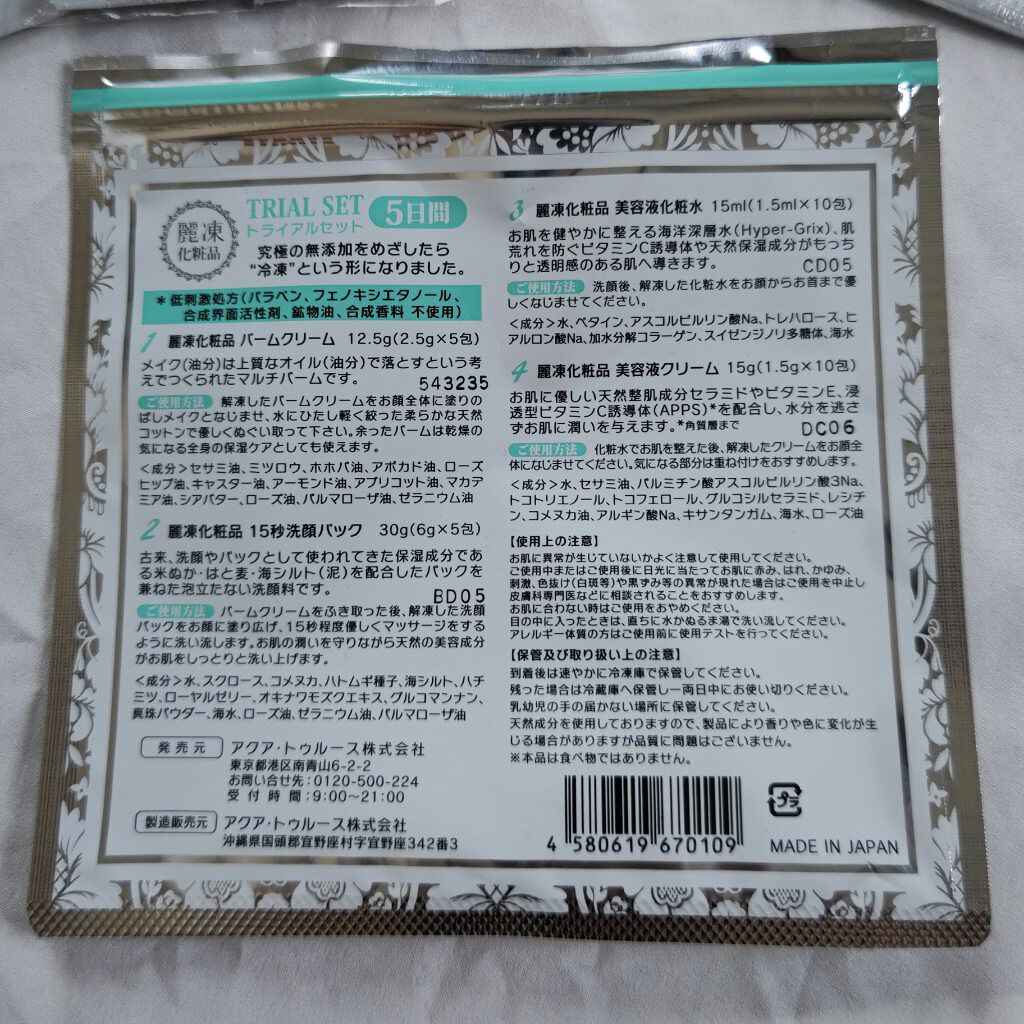 麗凍
化粧品
TRIAL SET
トライアルセット
5日間
究極の無添加をめざしたら
"冷凍"という形になりました。
＊低刺激処方(パラベン、フェノキシエタノール、
合成界面活性剤、鉱物油、合成香料 不使用)
1 麗凍化粧品 バームクリーム 12.5g(2.5g×5包)
メイク(油分)は上質なオイル(油分)で落とすという考
えでつくられたマルチバームです。
543235
ご使用方法 解凍したバームクリームをお顔全体に塗りの
ばしメイクとなじませ、水にひたし軽く絞った柔らかな天然
コットンで優しくぬぐい取って下さい。余ったバームは乾燥の
気になる全身の保湿ケアとしても使えます。
<成分>セサミ油、ミツロウ、ホホバ油、アボカド油、ローズ
ヒップ油、キャスター油、アーモンド油、アプリコット油、マカデ
ミア油、シアバター、ローズ油、パルマローザ油、ゼラニウム油
2 麗凍化粧品 15秒洗顔パック 30g(6g×5包)
古来、洗顔やパックとして使われてきた保湿成分であ
る米ぬか・はと麦・海シルト(泥)を配合したパックを
兼ねた泡立たない洗顔料です。
BD05
ご使用方法 バームクリームをふき取った後、解凍した洗顔
パックをお顔に塗り広げ、15秒程度優しくマッサージをする
ように洗い流します。お肌の潤いを守りながら天然の美容成分
がお肌をしっとりと洗い上げます。
<成分>水、スクロース、コメヌカ、ハトムギ種子、海シルト、ハチ
ミツ、ローヤルゼリー、オキナワモズクエキス、グルコマンナン、
真珠パウダー、海水、ローズ油、ゼラニウム油、パルマローザ油
発売元 アクア・トゥルース株式会社
東京都港区南青山6-2-2
お問い合せ先:0120-500-224
受付時間:9:00〜21:00
製造販売元 アクア・トゥルース株式会社
沖縄県国頭郡宜野座村字宜野座342番3
3 麗凍化粧品 美容液化粧水 15ml(1.5ml×10包)
お肌を健やかに整える海洋深層水(Hyper-Grix)、肌
荒れを防ぐビタミンC誘導体や天然保湿成分がもっち
りと透明感のある肌へ導きます。
CD05
ご使用方法 洗顔後、解凍した化粧水をお顔からお首まで優
しくなじませてください。
<成分>水、ベタイン、アスコルビルリン酸Na、トレハロース、ヒ
アルロン酸Na、加水分解コラーゲン、スイゼンジノリ多糖体、海水
4 麗凍化粧品 美容液クリーム 15g(1.5g×10包)
お肌に優しい天然整肌成分セラミドやビタミンE、浸
透型ビタミンC誘導体(APPS)*を配合し、水分を逃さ
ずお肌に潤いを与えます。*角質層まで
DC06
ご使用方法 化粧水でお肌を整えた後、解凍したクリームをお顔全
体になじませてください。気になる部分は重ね付けをおすすめします。
<成分>水、セサミ油、パルミチン酸アスコルビルリン酸3Na、
トコトリエノール、トコフェロール、グルコシルセラミド、レシチ
ン、コメヌカ油、アルギン酸Na、キサンタンガム、海水、ローズ油
【使用上の注意】
お肌に異常が生じていないかよく注意して使用してください。
ご使用中またはご使用後に日光に当たってお肌に赤み、はれ、かゆみ、
刺激、色抜け(白斑等)や黒ずみ等の異常が現れた場合はご使用を中止し
皮膚科専門医などに相談されることをおすすめします。
お肌に合わない時はご使用をおやめください。
目の中に入ったときは、直ちに水かぬるま湯で洗い流してください。
アレルギー体質の方はご使用前に使用テストを行ってください。
【保管及び取り扱い上の注意】
到着後は速やかに冷凍庫で保管してください。
残った場合は冷蔵庫へ保管し一両日中にお使い切りください。
乳幼児の手の届かない場所に保管してください。
天然成分を使用しておりますので、製品により香りや色に変化が生
じる場合がありますが品質に問題はございません。
※本品は食べ物ではありません。
4 580619 670109
プラ
MADE IN JAPAN